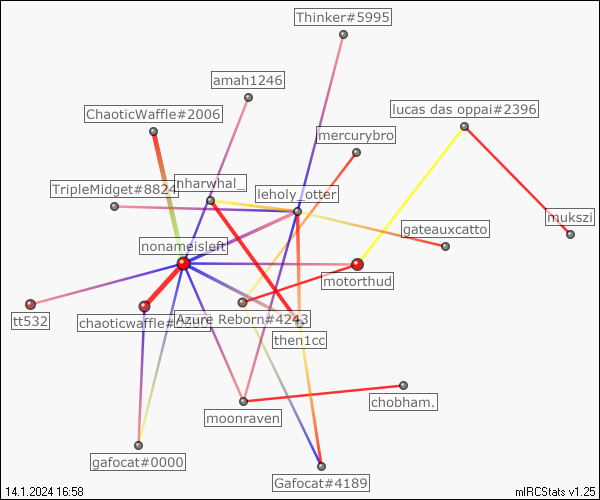 Thinker#5995
amah1246
ChaoticWaffle#2006
lucas das oppai#2396
mercurybro
TripleMidget#8824
nharwhal_
leholy_otter
mukszi
gateauxcatto
nonameisleft
motorthud
tt532
chaoticwaffle#
Azure Reborn#4243
then1cc
chobham.
moonraven
gafocat#0000
Gafocat#4189
14.1.2024 16:58
mIRCStats v1.25